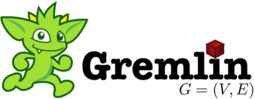 Gremlin
G = (V, E)